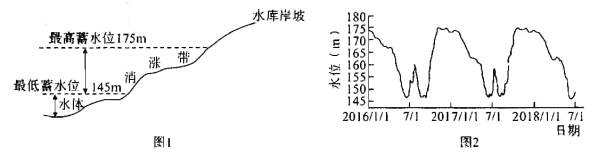 水库岸坡
最高蓄水位175m
消 涨 带
最低蓄水位 145m
水体
图1
水位(m)
180
175
170
165
160
155
150
145
2016/1/1 7/1 2017/1/1 7/1 2018/1/1 7/1
日期
图2